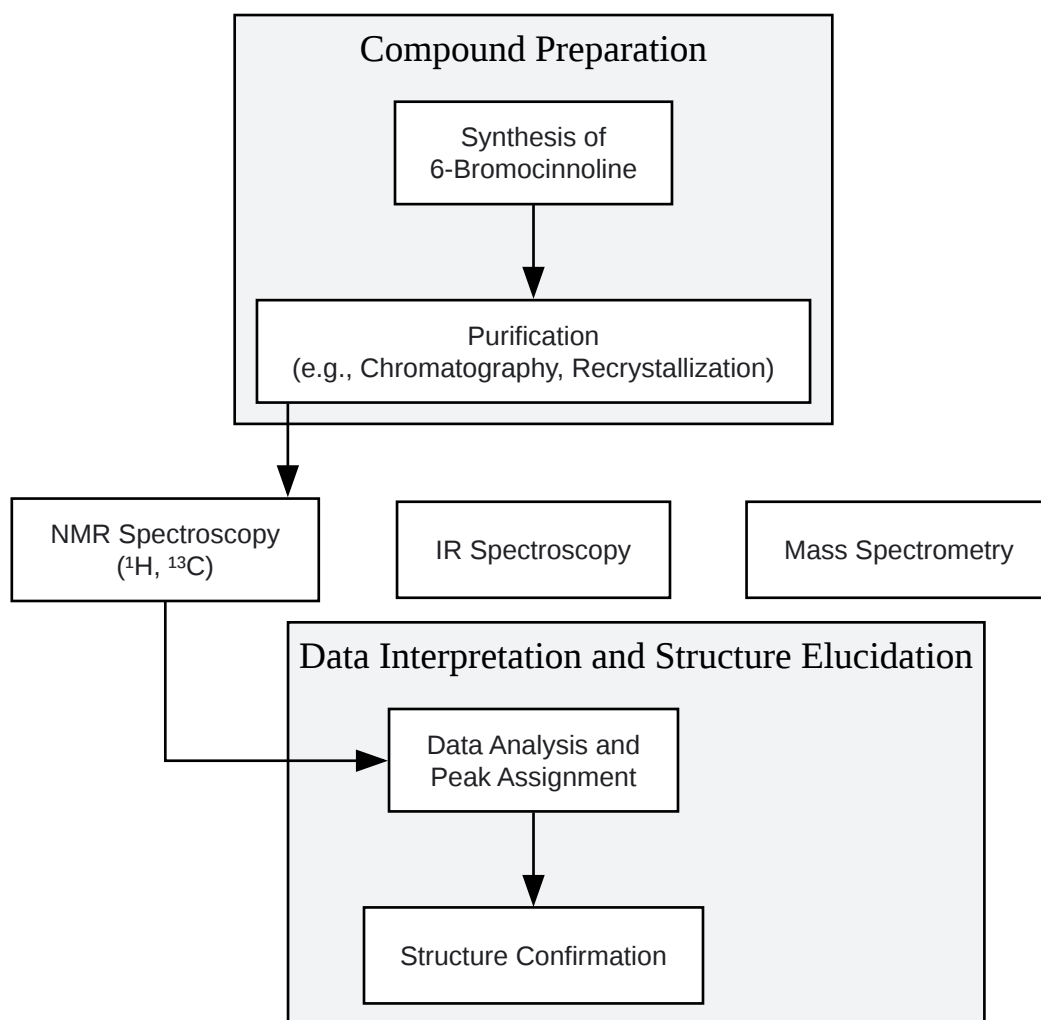 Compound Preparation
Synthesis of
6-Bromocinnoline
Purification
(e.g., Chromatography, Recrystallization)
NMR Spectroscopy
(¹H, ¹³C)
IR Spectroscopy
Mass Spectrometry
Data Interpretation and Structure Elucidation
Data Analysis and
Peak Assignment
Structure Confirmation